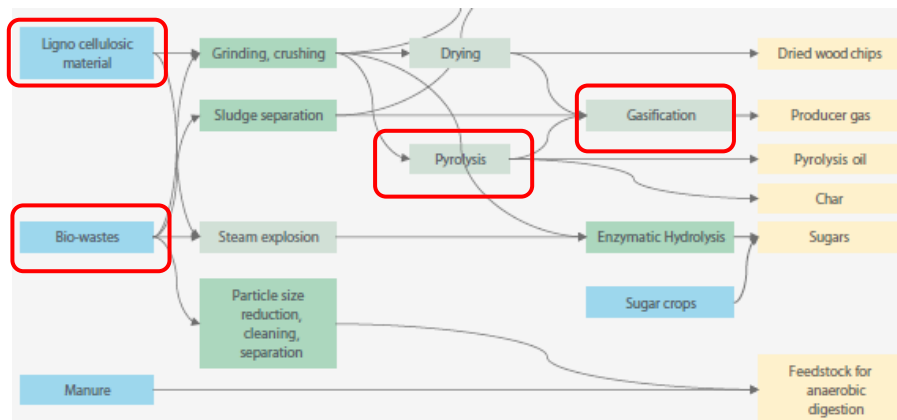 Ligno cellulosic
material
Grinding, crushing
Drying
Dried wood chips
Sludge separation
Gasification
Producer gas
Pyrolysis
Pyrolysis oil
Char
Bio-wastes
Steam explosion
Enzymatic Hydrolysis
Sugars
Particle size
reduction,
cleaning,
separation
Sugar crops
Manure
Feedstock for
anaerobic
digestion